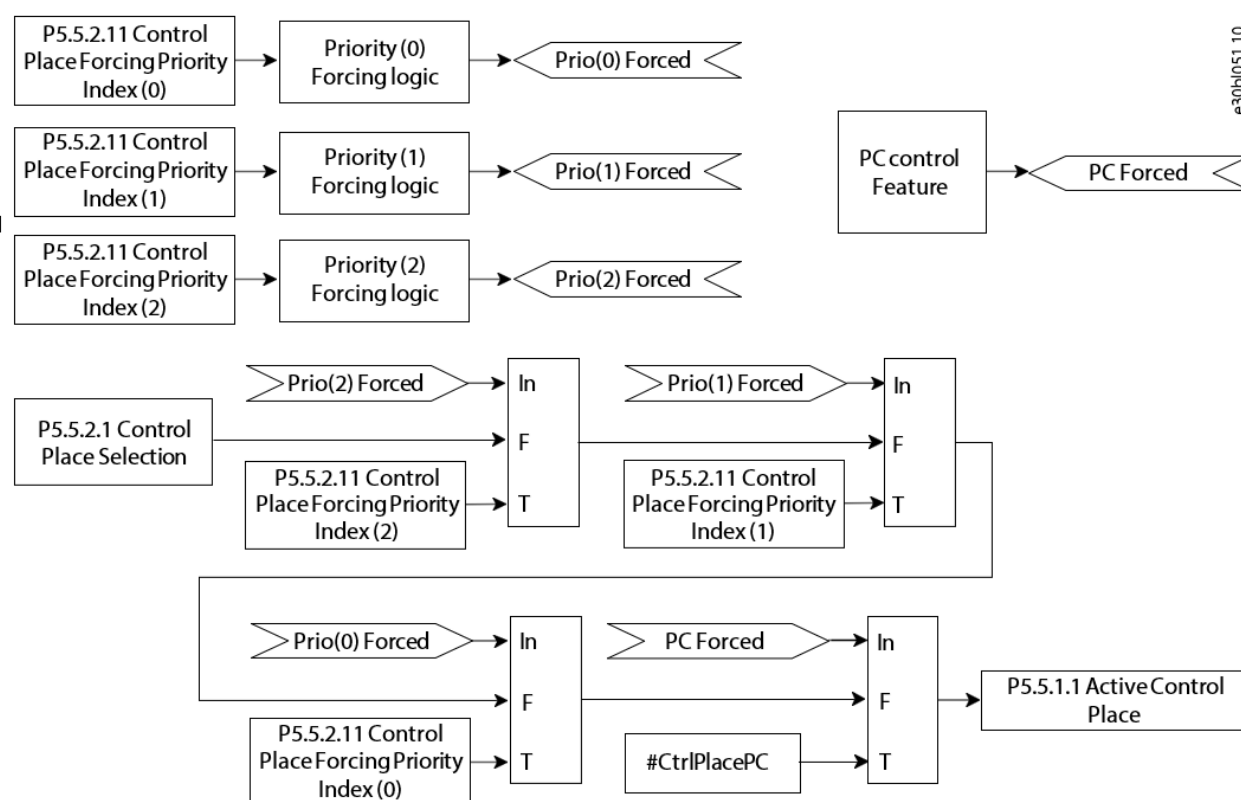 P5.5.2.11 Control
Place Forcing Priority
Index (0)
Priority (0)
Forcing logic
Prio(0) Forced
e30bl051.10
P5.5.2.11 Control
Place Forcing Priority
Index (1)
Priority (1)
Forcing logic
Prio(1) Forced
PC control
Feature
PC Forced
P5.5.2.11 Control
Place Forcing Priority
Index (2)
Priority (2)
Forcing logic
Prio(2) Forced
Prio(2) Forced
In
Prio(1) Forced
In
P5.5.2.1 Control
Place Selection
F
F
P5.5.2.11 Control
Place Forcing Priority
Index (2)
T
P5.5.2.11 Control
Place Forcing Priority
Index (1)
T
Prio(0) Forced
In
PC Forced
In
F
F
P5.5.1.1 Active Control
Place
P5.5.2.11 Control
Place Forcing Priority
Index (0)
T
#CtrlPlacePC
T